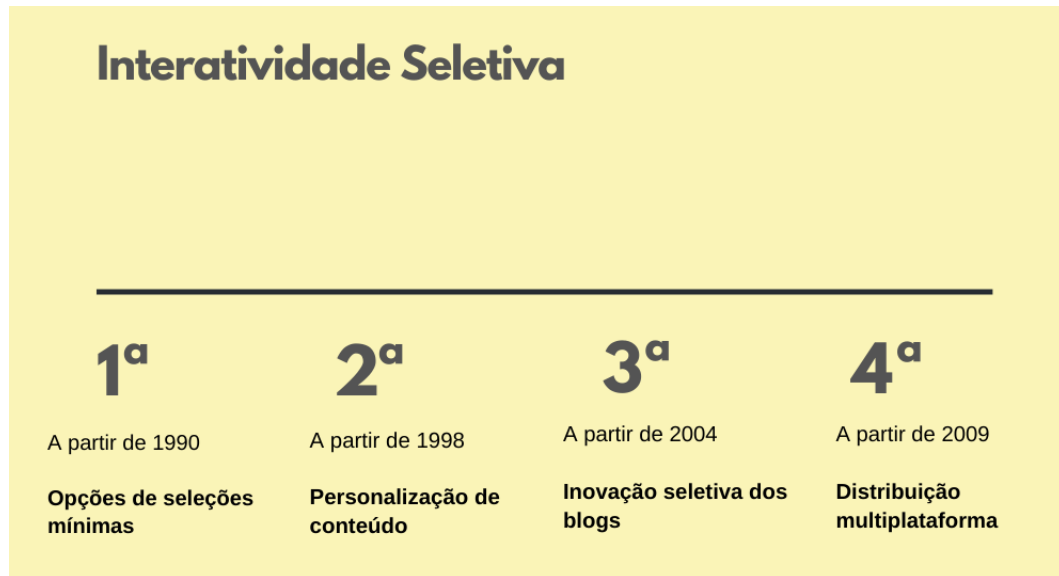 Interatividade Seletiva
1ª
A partir de 1990
Opções de seleções
mínimas
2ª
A partir de 1998
Personalização de
conteúdo
3ª
A partir de 2004
Inovação seletiva dos
blogs
4ª
A partir de 2009
Distribuição
multiplataforma